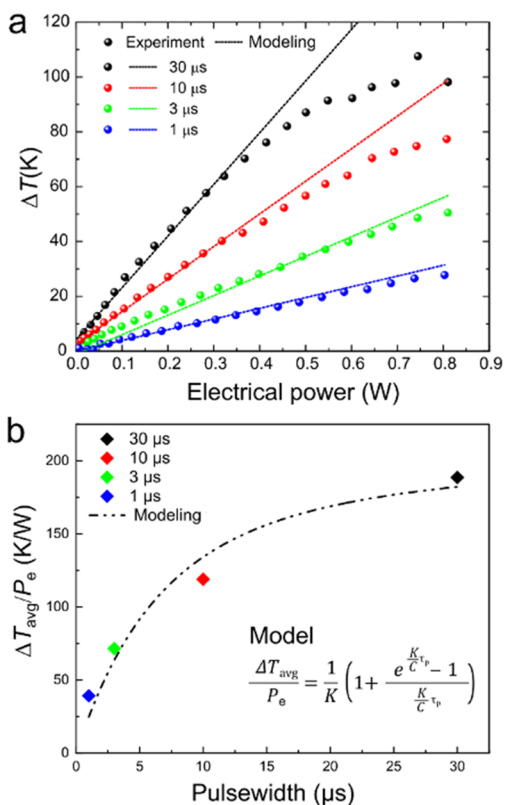 a
Experiment Modeling
30 μs
10 μs
3 μs
1 μs
120
100
80
60
40
20
0
ΔT(K)
0.0 0.1 0.2 0.3 0.4 0.5 0.6 0.7 0.8 0.9
Electrical power (W)
b
30 μs
10 μs
3 μs
1 μs
Modeling
200
150
100
50
0
ΔT_avg/P_e (K/W)
Model
ΔT_avg/P_e = 1/K (1+ (e^(K/C τ_p) − 1)/(K/C τ_p))
0 5 10 15 20 25 30
Pulsewidth (μs)